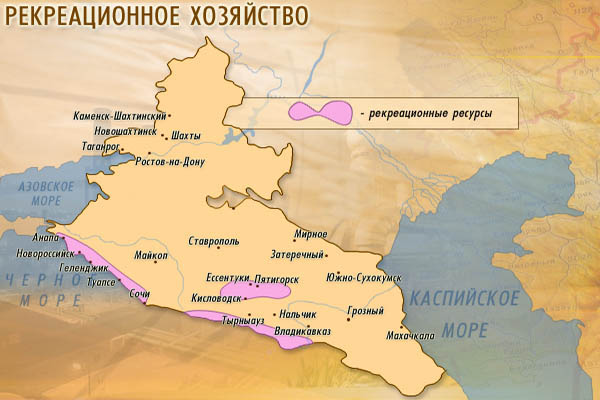 РЕКРЕАЦИОННОЕ ХОЗЯЙСТВО
- рекреационные ресурсы
Каменск-Шахтинский
Новошахтинск
Шахты
Таганрог
Ростов-на-Дону
АЗОВСКОЕ
МОРЕ
Анапа
Новороссийск
Геленджик
Туапсе
Сочи
ЧЕРНОЕ
МОРЕ
Майкоп
Ставрополь
Мирное
Затеречный
Ессентуки
Пятигорск
Кисловодск
Южно-Сухокумск
Тырныауз
Нальчик
Владикавказ
Грозный
Махачкала
КАСПИЙСКОЕ
МОРЕ